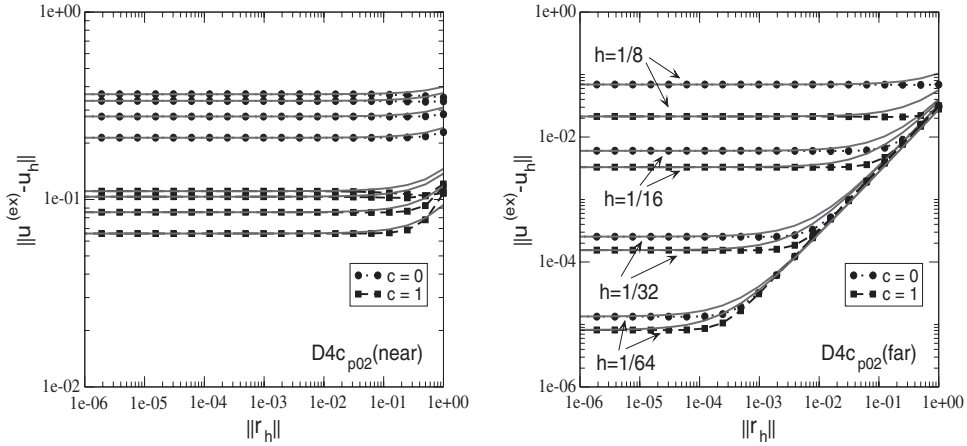 1e+00
1e-01
1e-02
||u^(ex)-u_h||
c = 0
c = 1
D4c_p02(near)
1e-06 1e-05 1e-04 1e-03 1e-02 1e-01 1e+00
||r_h||
1e+00
1e-02
1e-04
1e-06
||u^(ex)-u_h||
h=1/8
h=1/16
h=1/32
h=1/64
c = 0
c = 1
D4c_p02(far)
1e-06 1e-05 1e-04 1e-03 1e-02 1e-01 1e+00
||r_h||